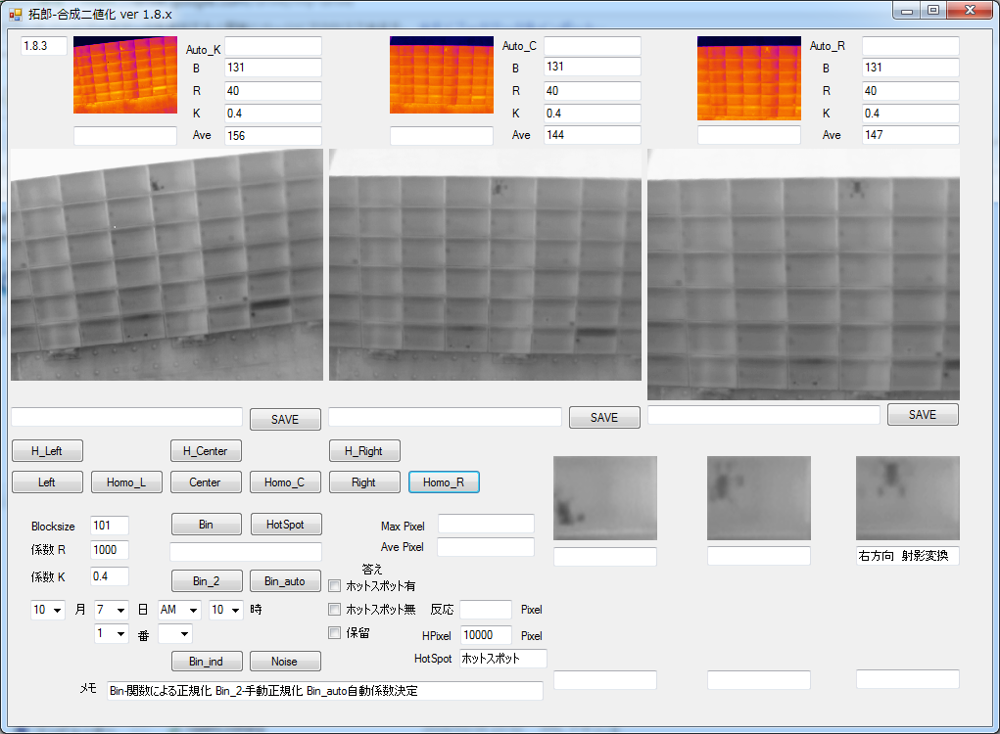 拓郎-合成二値化 ver 1.8.x
1.8.3
Auto_K
B 131
R 40
K 0.4
Ave 156
Auto_C
B 131
R 40
K 0.4
Ave 144
Auto_R
B 131
R 40
K 0.4
Ave 147
SAVE
SAVE
SAVE
H_Left
H_Center
H_Right
Left
Homo_L
Center
Homo_C
Right
Homo_R
Blocksize 101
係数 R 1000
係数 K 0.4
Bin
HotSpot
Max Pixel
Ave Pixel
右方向 射影変換
Bin_2
Bin_auto
答え
ホットスポット有
10 月 7 日 AM 10 時
ホットスポット無 反応 Pixel
1 番
保留 HPixel 10000 Pixel
Bin_ind
Noise
HotSpot ホットスポット
メモ Bin-関数による正規化 Bin_2-手動正規化 Bin_auto自動係数決定